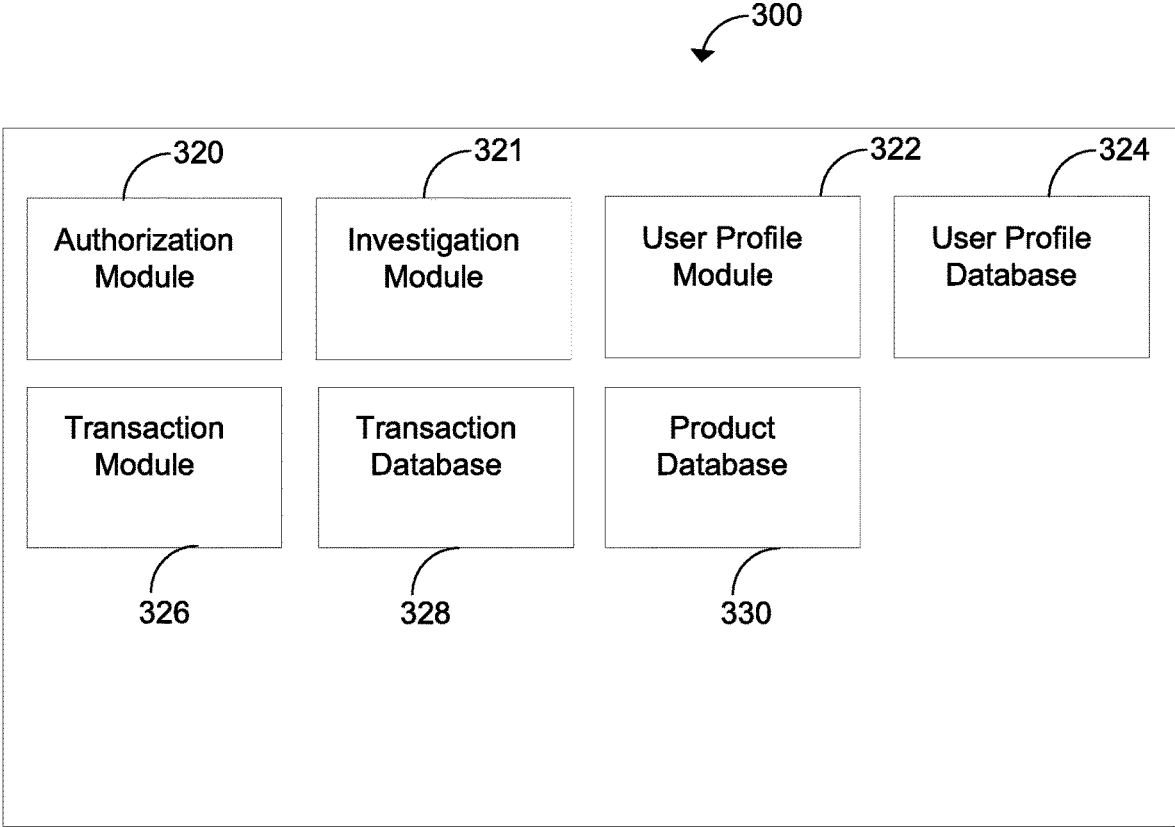 300
320
321
322
324
Authorization
Module
Investigation
Module
User Profile
Module
User Profile
Database
Transaction
Module
Transaction
Database
Product
Database
326
328
330